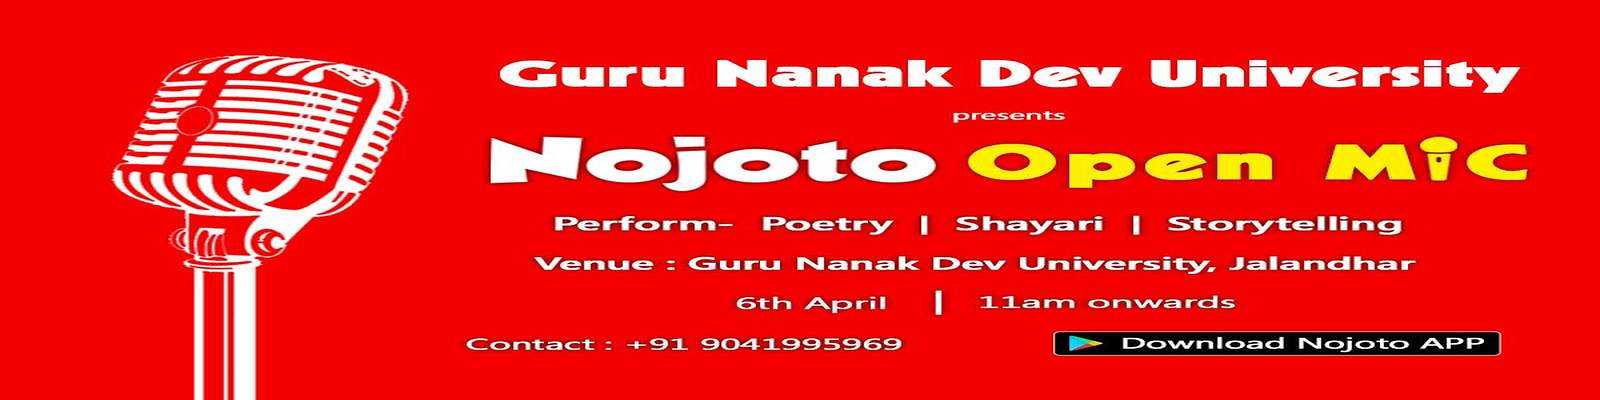 Guru Nanak Dev University
presents
Nojoto Open MiC
Perform- Poetry | Shayari | Storytelling
Venue : Guru Nanak Dev University, Jalandhar
6th April | 11am onwards
Contact : +91 9041995969
Download Nojoto APP